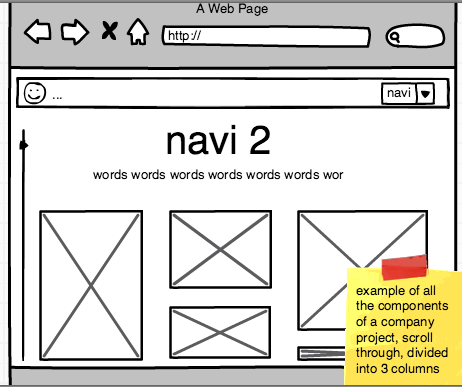 A Web Page
http://
...
navi
navi 2
words words words words words words wor
example of all
the components
of a company
project, scroll
through, divided
into 3 columns